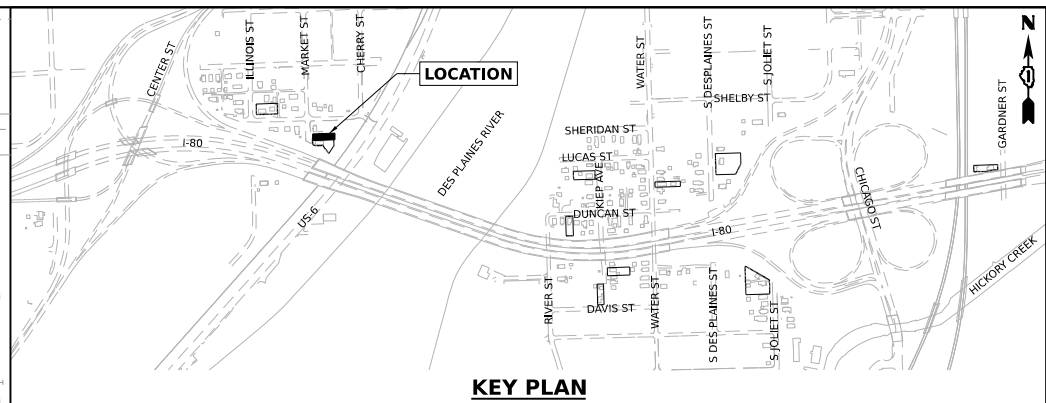 CENTER ST
ILLINOIS ST
MARKET ST
CHERRY ST
LOCATION
I-80
US-6
DES PLAINES RIVER
WATER ST
S DESPLAINES ST
S JOLIET ST
SHELBY ST
SHERIDAN ST
LUCAS ST
KIEP AVE
DUNCAN ST
I-80
CHICAGO ST
GARDNER ST
N
HICKORY CREEK
RIVER ST
DAVIS ST
WATER ST
S DES PLAINES ST
S JOLIET ST
KEY PLAN